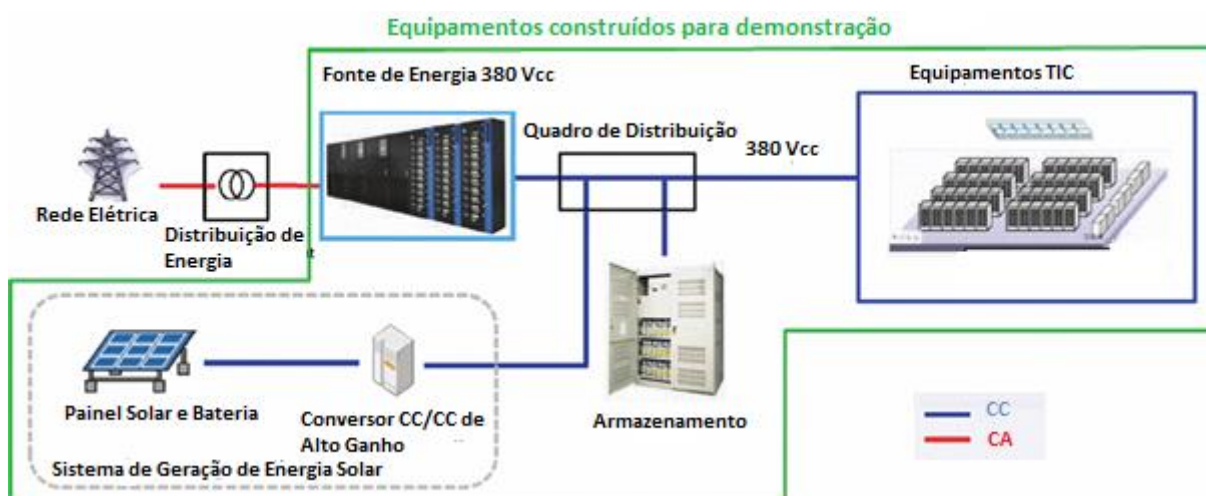 Equipamentos construídos para demonstração
Fonte de Energia 380 Vcc
Equipamentos TIC
Quadro de Distribuição
380 Vcc
Rede Elétrica
Distribuição de
Energia
Painel Solar e Bateria
Conversor CC/CC de
Alto Ganho
Armazenamento
Sistema de Geração de Energia Solar
CC
CA